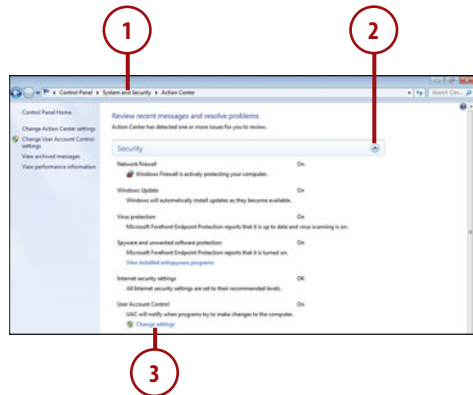 1
2
Control Panel
System and Security
Action Center
Search Con...
Control Panel Home
Change Action Center settings
Change User Account Control
settings
View archived messages
View performance information
Review recent messages and resolve problems
Action Center has detected one or more issues for you to review.
Security
Network firewall On
Windows Firewall is actively protecting your computer.
Windows Update On
Windows will automatically install updates as they become available.
Virus protection On
Microsoft Forefront Endpoint Protection reports that it is up to date and virus scanning is on.
Spyware and unwanted software protection On
Microsoft Forefront Endpoint Protection reports that it is turned on.
View installed antispyware programs
Internet security settings OK
All Internet security settings are set to their recommended levels.
User Account Control On
UAC will notify when programs try to make changes to the computer.
Change settings
3